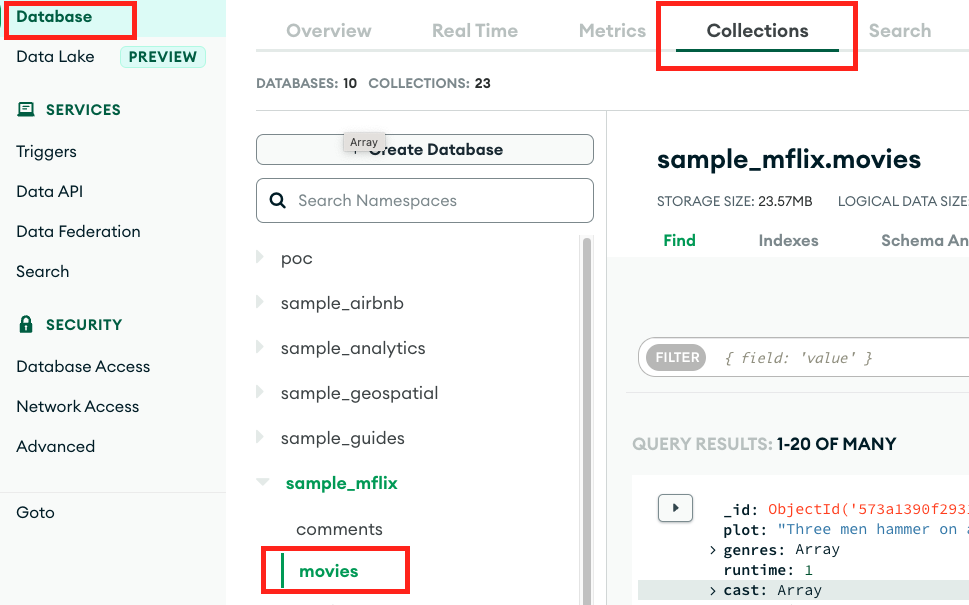 Database
Data Lake PREVIEW
SERVICES
Triggers
Data API
Data Federation
Search
SECURITY
Database Access
Network Access
Advanced
Goto
Overview Real Time Metrics Collections Search
DATABASES: 10 COLLECTIONS: 23
Array
Create Database
Search Namespaces
poc
sample_airbnb
sample_analytics
sample_geospatial
sample_guides
sample_mflix
comments
movies
sample_mflix.movies
STORAGE SIZE: 23.57MB LOGICAL DATA SIZE:
Find Indexes Schema An
FILTER { field: 'value' }
QUERY RESULTS: 1-20 OF MANY
_id: ObjectId('573a1390f2931
plot: "Three men hammer on a
> genres: Array
runtime: 1
> cast: Array